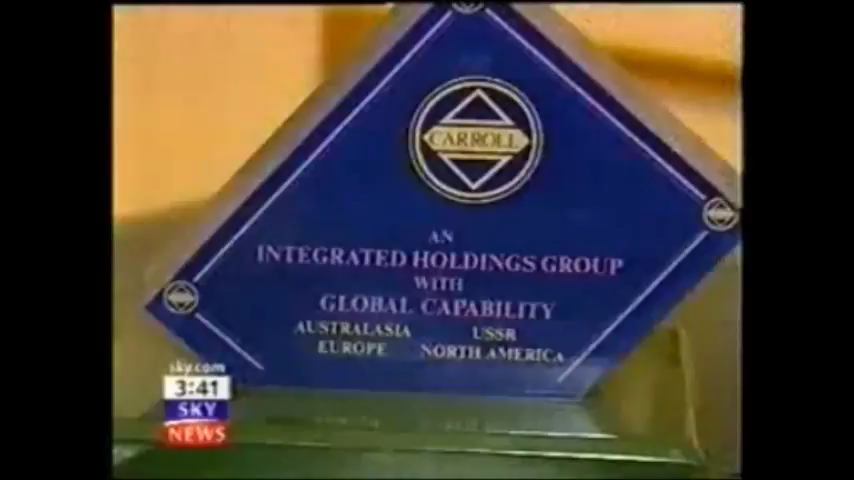 CARROLL
AN
INTEGRATED HOLDINGS GROUP
WITH
GLOBAL CAPABILITY
AUSTRALASIA USSR
EUROPE NORTH AMERICA
sky.com
3:41
SKY
NEWS